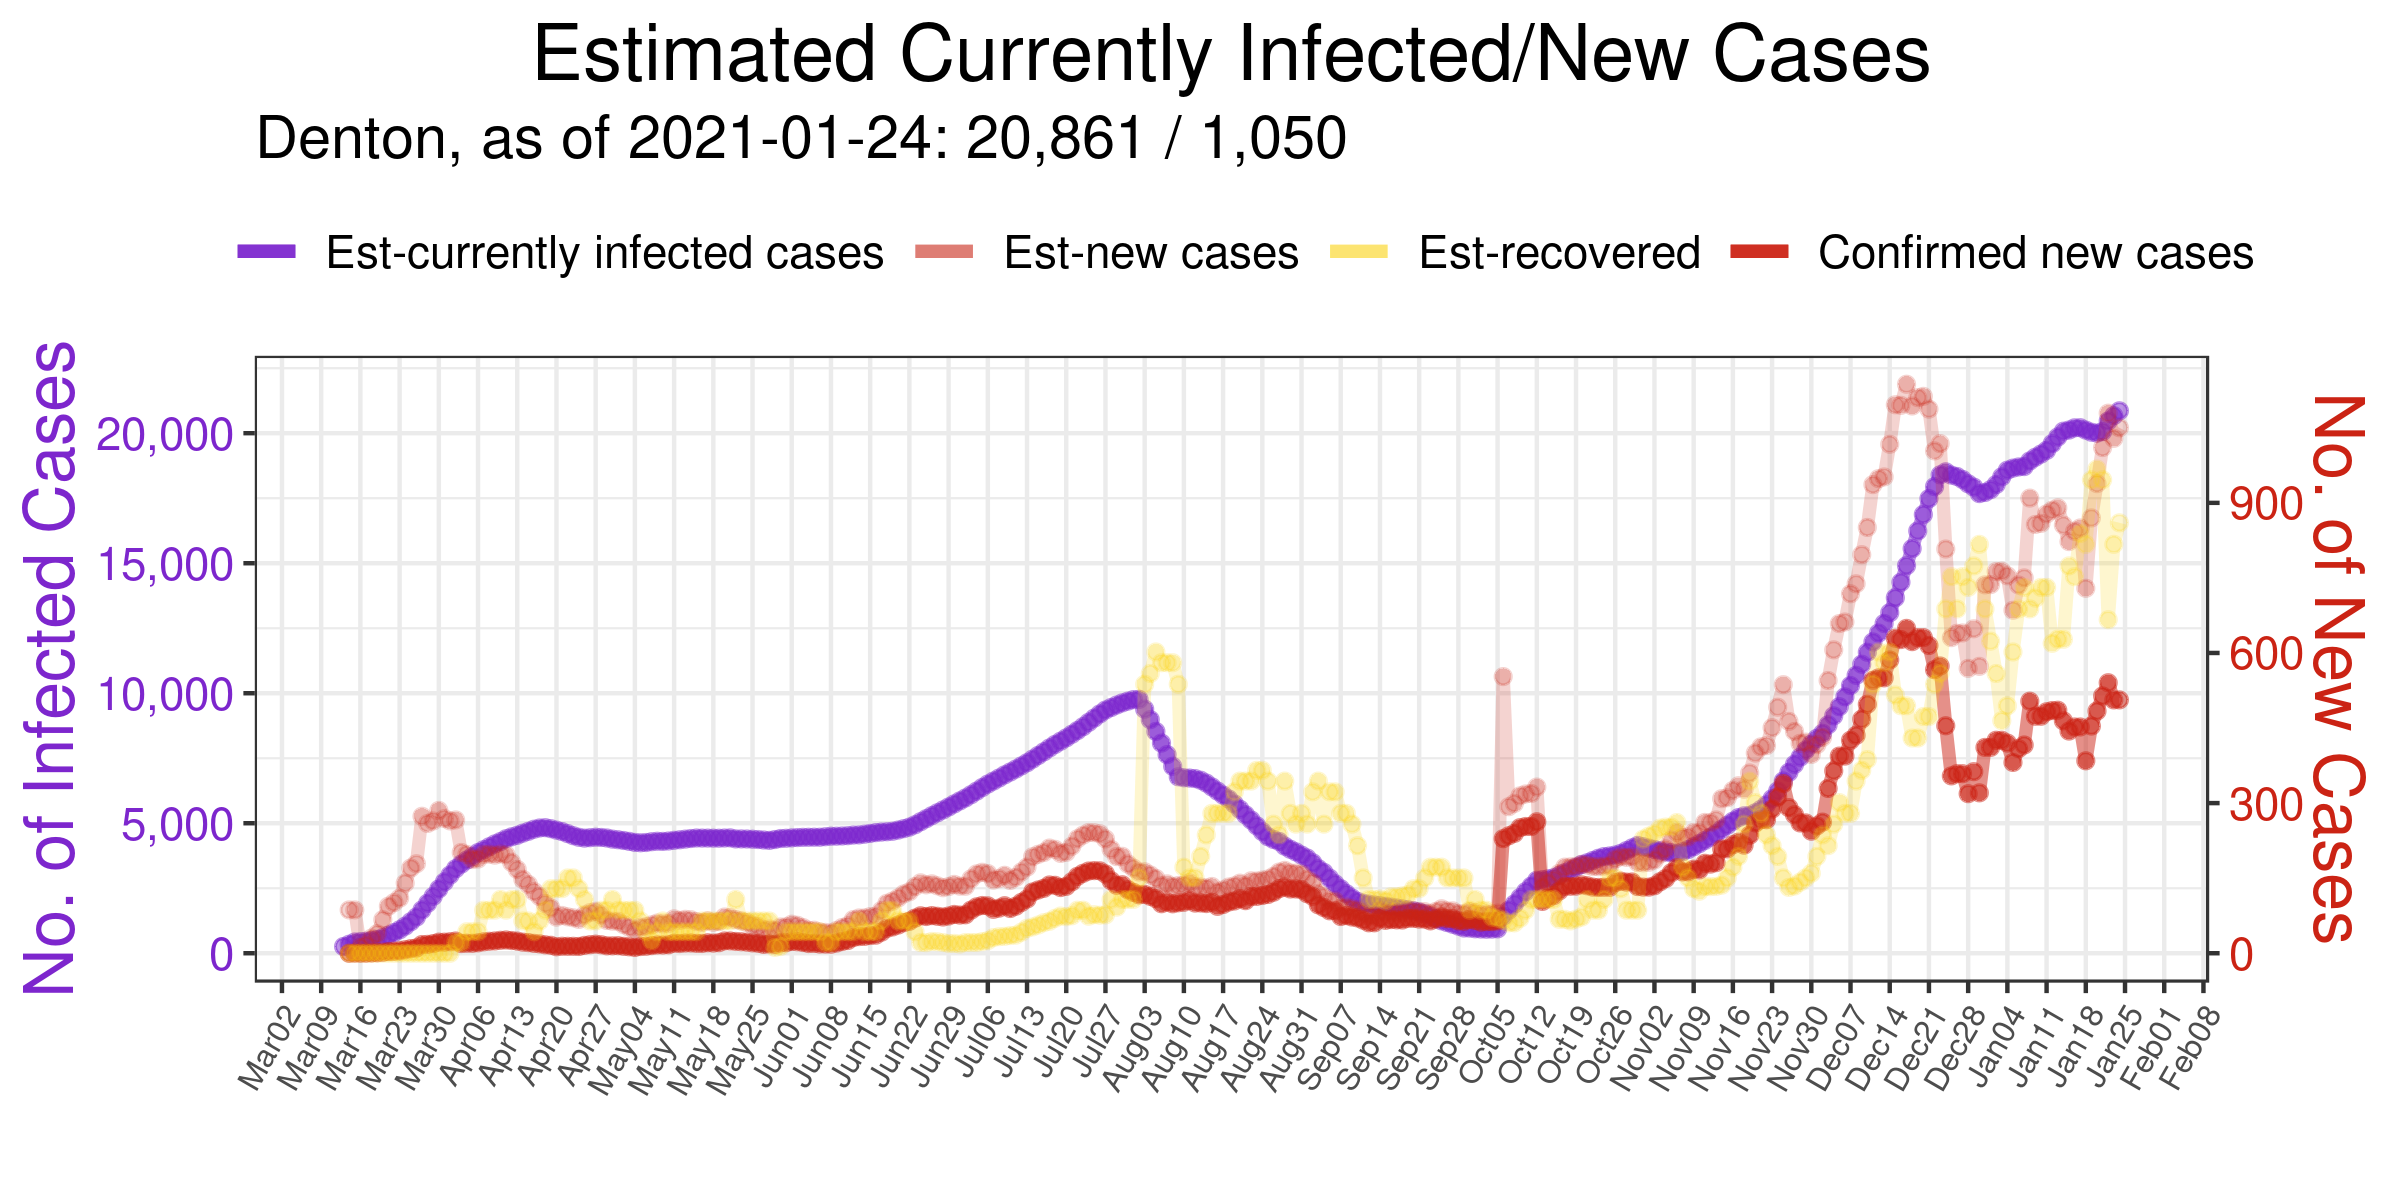 Estimated Currently Infected/New Cases
Denton, as of 2021-01-24: 20,861 / 1,050
Est-currently infected cases
Est-new cases
Est-recovered
Confirmed new cases
No. of Infected Cases
20,000
15,000
10,000
5,000
0
900
600
300
0
No. of New Cases
Mar02
Mar09
Mar16
Mar23
Mar30
Apr06
Apr13
Apr20
Apr27
May04
May11
May18
May25
Jun01
Jun08
Jun15
Jun22
Jun29
Jul06
Jul13
Jul20
Jul27
Aug03
Aug10
Aug17
Aug24
Aug31
Sep07
Sep14
Sep21
Sep28
Oct05
Oct12
Oct19
Oct26
Nov02
Nov09
Nov16
Nov23
Nov30
Dec07
Dec14
Dec21
Dec28
Jan04
Jan11
Jan18
Jan25
Feb01
Feb08